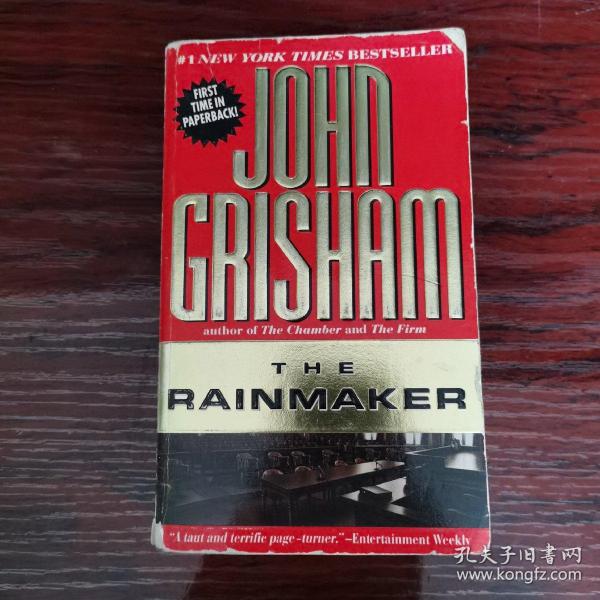 #1 NEW YORK TIMES BESTSELLER
FIRST
TIME IN
PAPERBACK!
JOHN
GRISHAM
author of The Chamber and The Firm
THE
RAINMAKER
"A taut and terrific page-turner."–Entertainment Weekly
孔夫子旧書网
www.kongfz.com